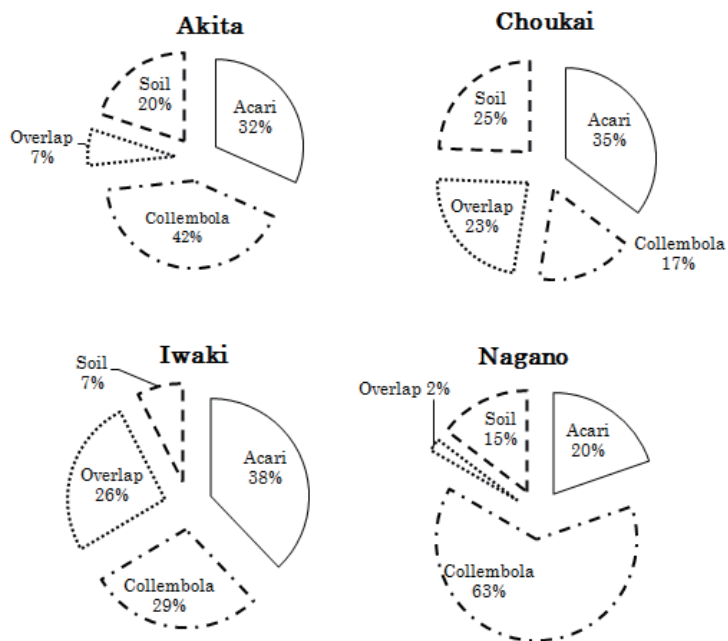 Akita
Soil
20%
Acari
32%
Overlap
7%
Collembola
42%
Choukai
Soil
25%
Acari
35%
Overlap
23%
Collembola
17%
Iwaki
Soil
7%
Acari
38%
Overlap
26%
Collembola
29%
Nagano
Overlap 2%
Soil
15%
Acari
20%
Collembola
63%